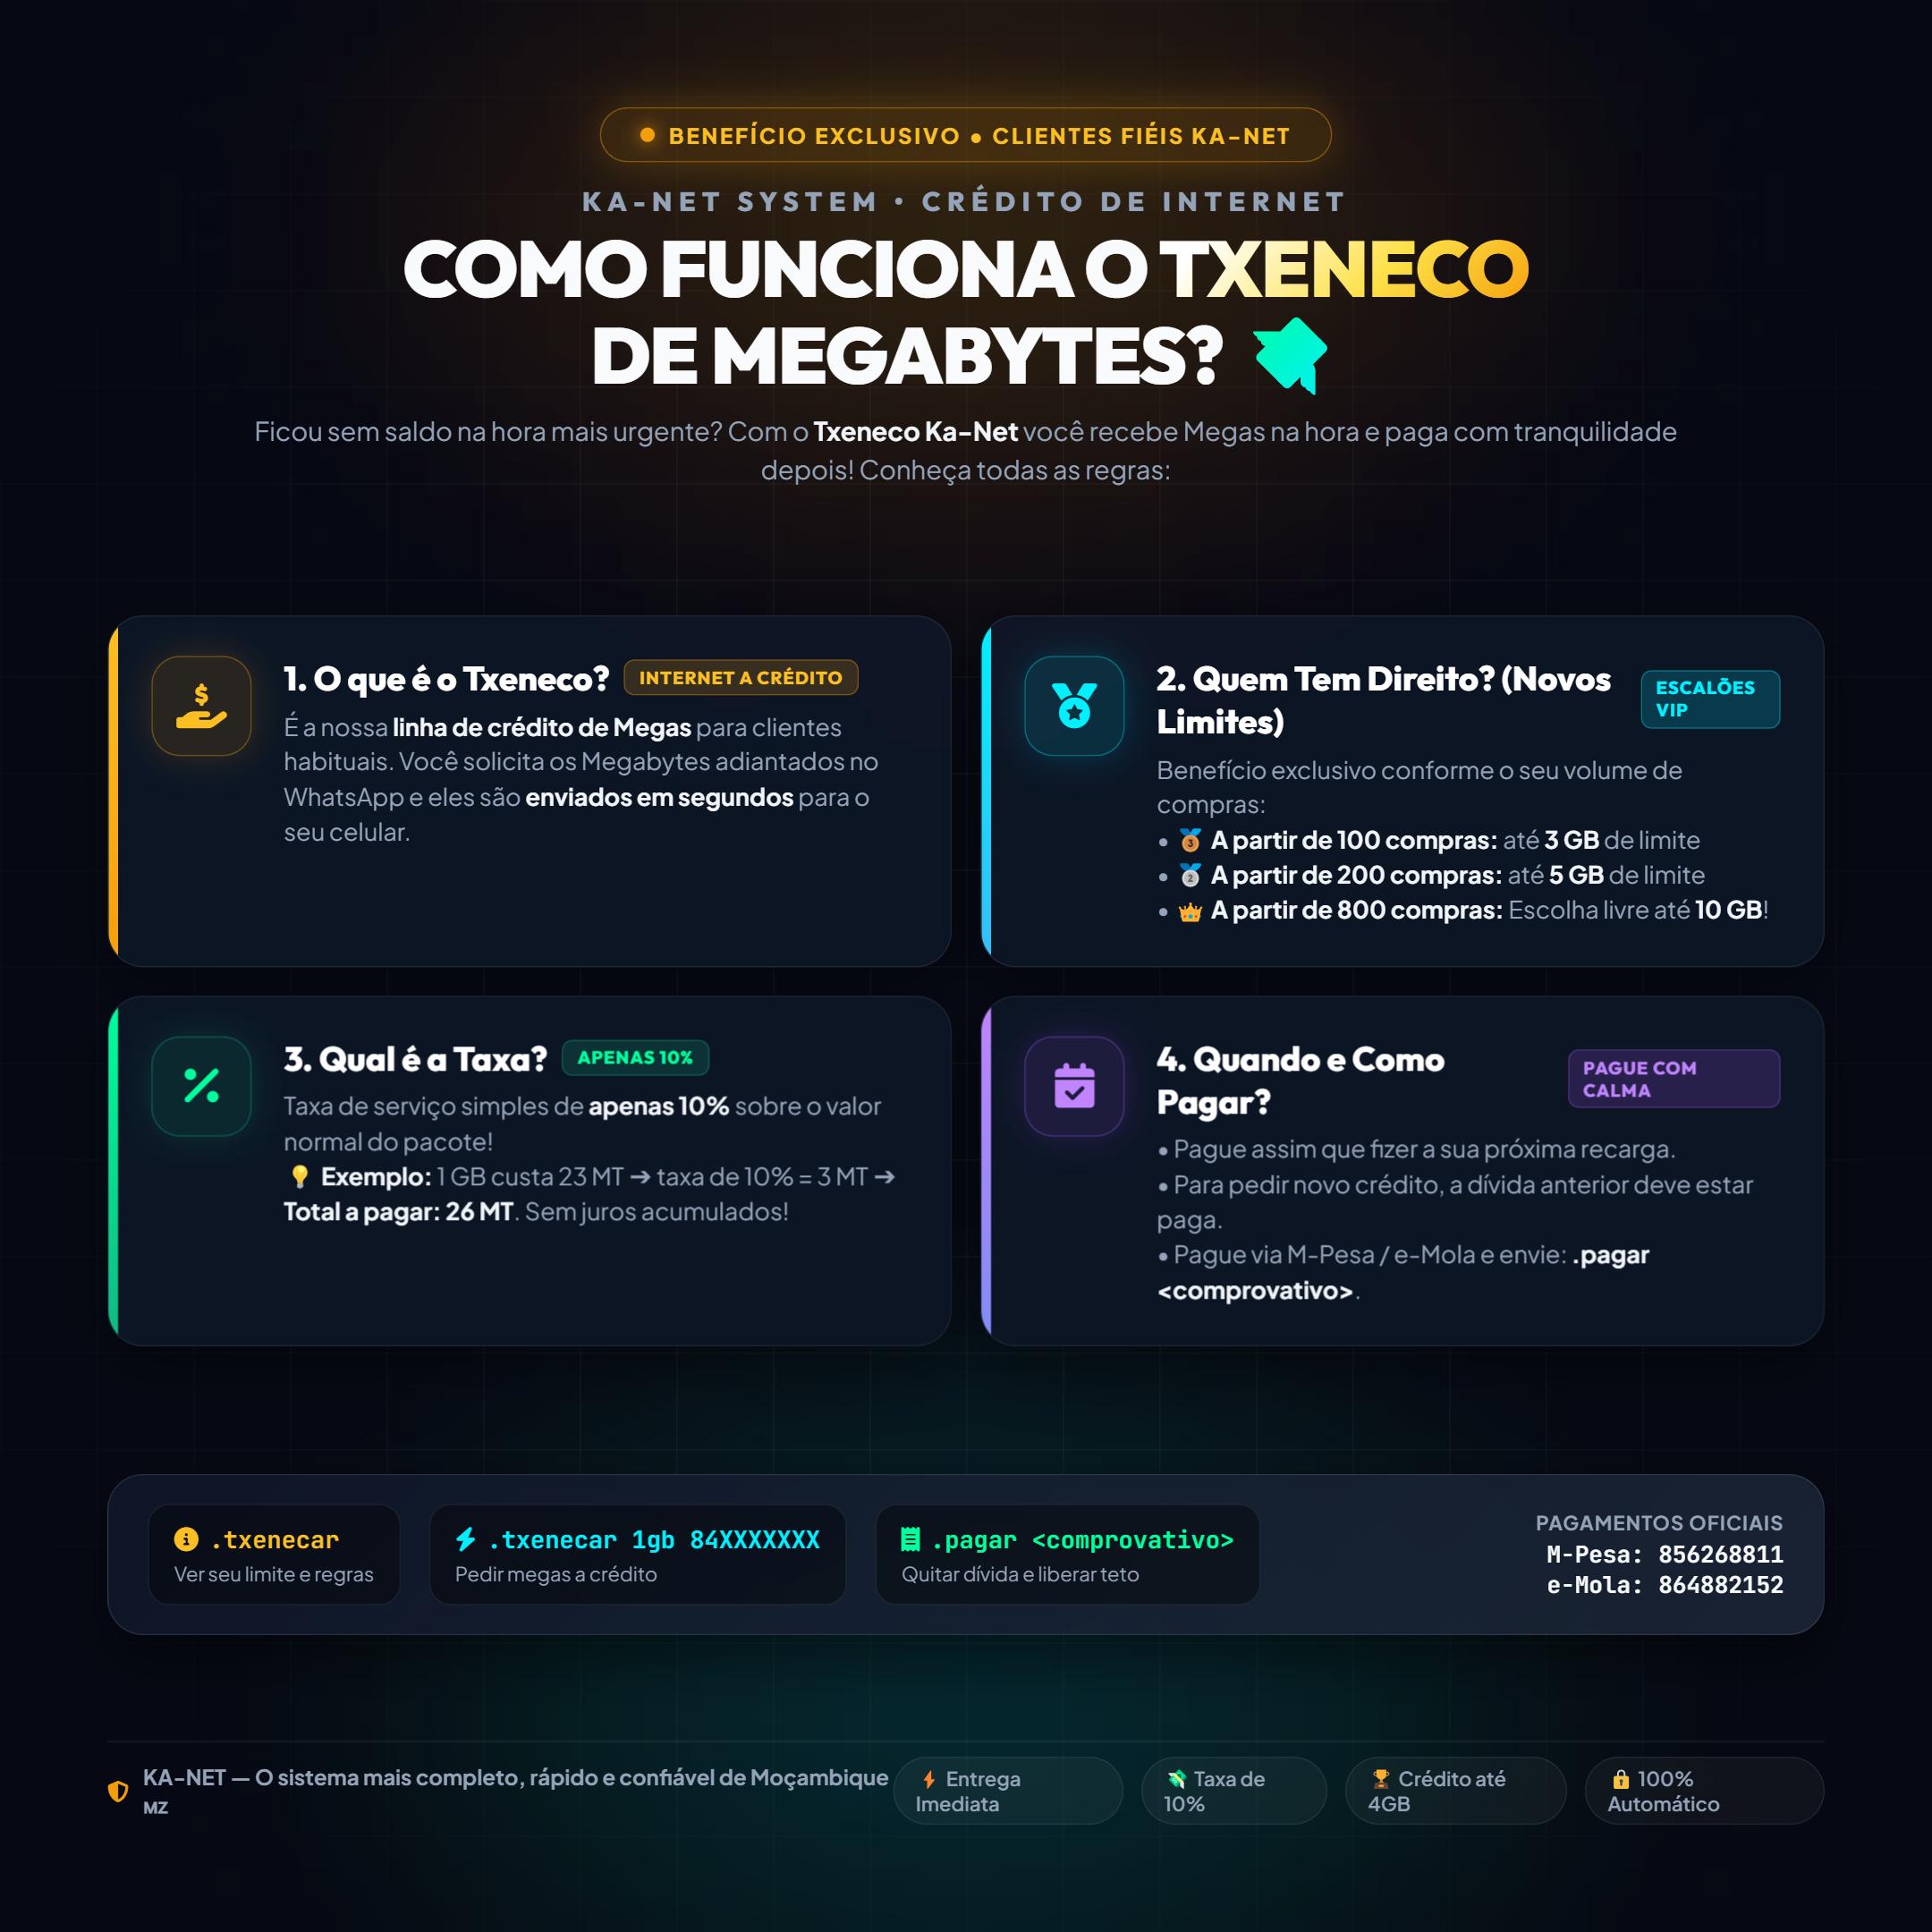 BENEFÍCIO EXCLUSIVO • CLIENTES FIÉIS KA-NET
KA-NET SYSTEM • CRÉDITO DE INTERNET
COMO FUNCIONA O TXENECO
DE MEGABYTES?
Ficou sem saldo na hora mais urgente? Com o Txeneco Ka-Net você recebe Megas na hora e paga com tranquilidade
depois! Conheça todas as regras:
1. O que é o Txeneco?
INTERNET A CRÉDITO
É a nossa linha de crédito de Megas para clientes
habituais. Você solicita os Megabytes adiantados no
WhatsApp e eles são enviados em segundos para o
seu celular.
2. Quem Tem Direito? (Novos
Limites)
ESCALÕES
VIP
Benefício exclusivo conforme o seu volume de
compras:
• 🥉 A partir de 100 compras: até 3 GB de limite
• 🥈 A partir de 200 compras: até 5 GB de limite
• 👑 A partir de 800 compras: Escolha livre até 10 GB!
3. Qual é a Taxa?
APENAS 10%
Taxa de serviço simples de apenas 10% sobre o valor
normal do pacote!
💡 Exemplo: 1 GB custa 23 MT ➔ taxa de 10% = 3 MT ➔
Total a pagar: 26 MT. Sem juros acumulados!
4. Quando e Como
Pagar?
PAGUE COM
CALMA
• Pague assim que fizer a sua próxima recarga.
• Para pedir novo crédito, a dívida anterior deve estar
paga.
• Pague via M-Pesa / e-Mola e envie: .pagar
<comprovativo>.
.txenecar
Ver seu limite e regras
.txenecar 1gb 84XXXXXXX
Pedir megas a crédito
.pagar <comprovativo>
Quitar dívida e liberar teto
PAGAMENTOS OFICIAIS
M-Pesa: 856268811
e-Mola: 864882152
KA-NET — O sistema mais completo, rápido e confiável de Moçambique
MZ
⚡ Entrega
Imediata
💸 Taxa de
10%
🏆 Crédito até
4GB
🔒 100%
Automático